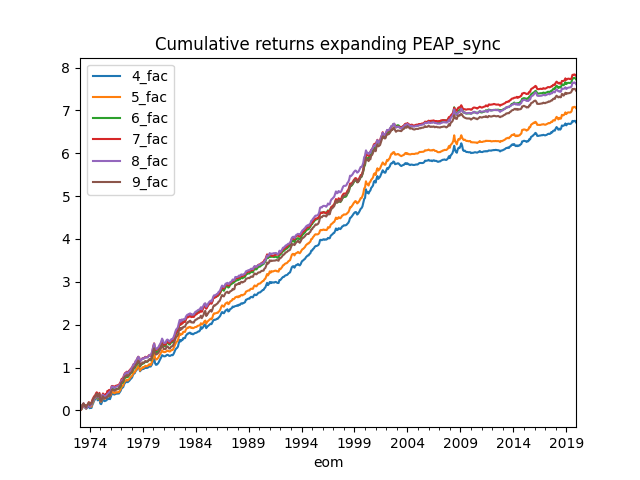 Cumulative returns expanding PEAP_sync
4_fac
5_fac
6_fac
7_fac
8_fac
9_fac
8
7
6
5
4
3
2
1
0
1974 1979 1984 1989 1994 1999 2004 2009 2014 2019
eom